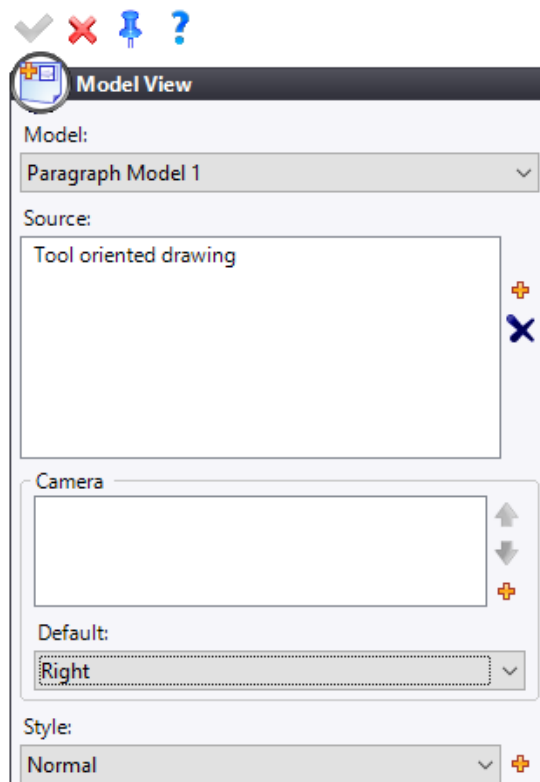 Model View
Model:
Paragraph Model 1
Source:
Tool oriented drawing
Camera
Default:
Right
Style:
Normal